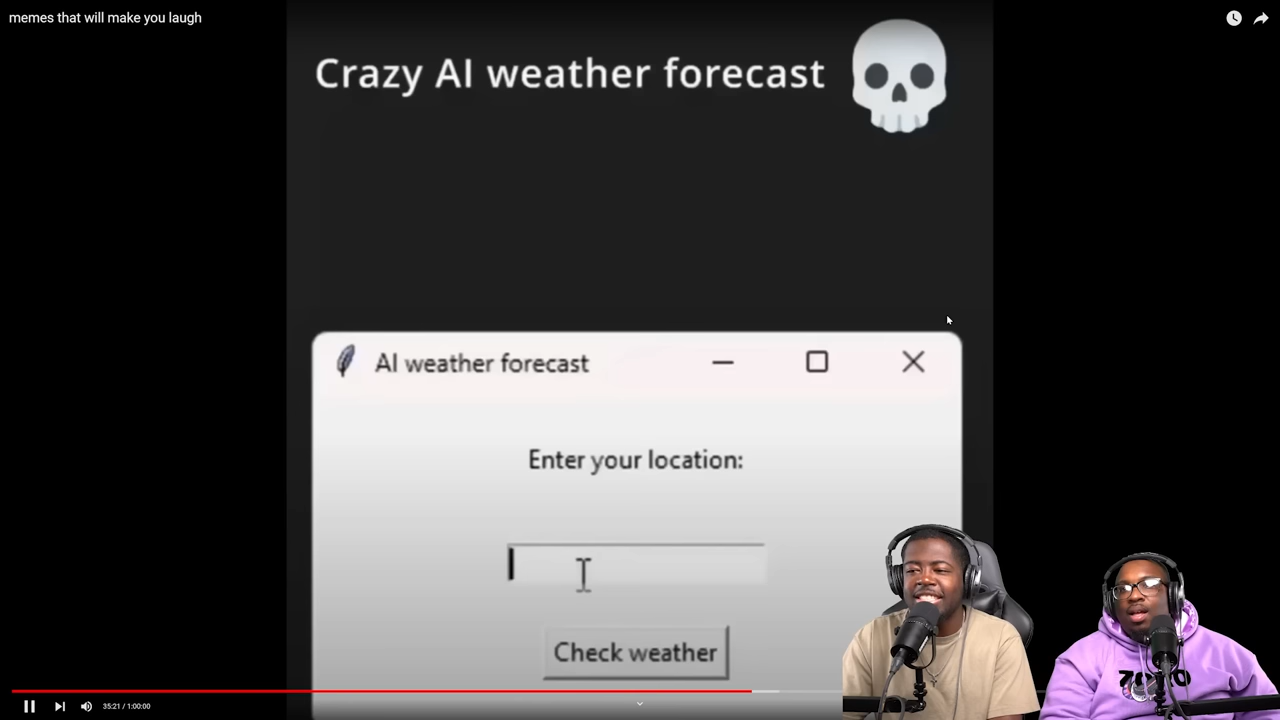 memes that will make you laugh
Crazy AI weather forecast
AI weather forecast
Enter your location:
Check weather
35:21 / 1:00:00